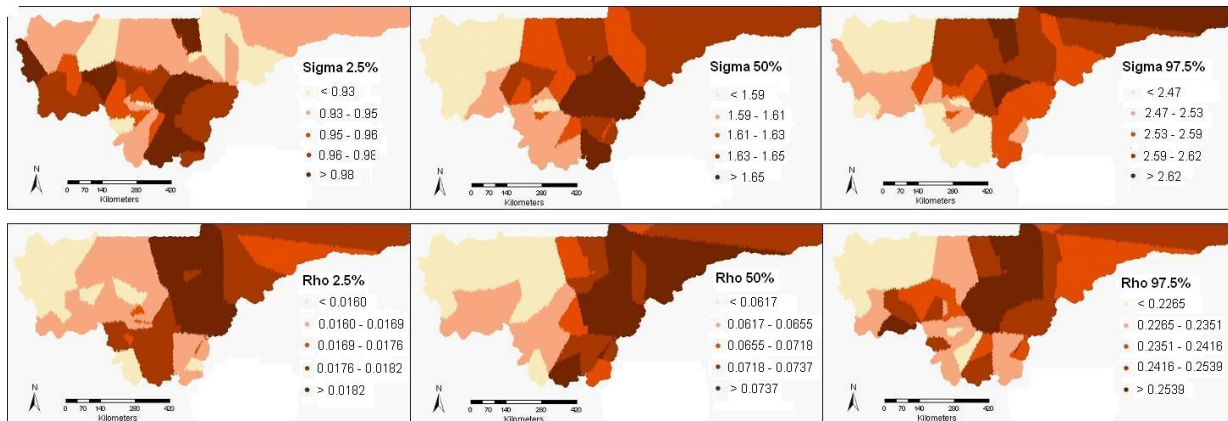 Sigma 2.5%
< 0.93
0.93 - 0.95
0.95 - 0.96
0.96 - 0.98
> 0.98
N
0 70 140 280 420
Kilometers
Sigma 50%
< 1.59
1.59 - 1.61
1.61 - 1.63
1.63 - 1.65
> 1.65
N
0 70 140 280 420
Kilometers
Sigma 97.5%
< 2.47
2.47 - 2.53
2.53 - 2.59
2.59 - 2.62
> 2.62
N
0 70 140 280 420
Kilometers
Rho 2.5%
< 0.0160
0.0160 - 0.0169
0.0169 - 0.0176
0.0176 - 0.0182
> 0.0182
N
0 70 140 280 420
Kilometers
Rho 50%
< 0.0617
0.0617 - 0.0655
0.0655 - 0.0718
0.0718 - 0.0737
> 0.0737
N
0 70 140 280 420
Kilometers
Rho 97.5%
< 0.2265
0.2265 - 0.2351
0.2351 - 0.2416
0.2416 - 0.2539
> 0.2539
N
0 70 140 280 420
Kilometers